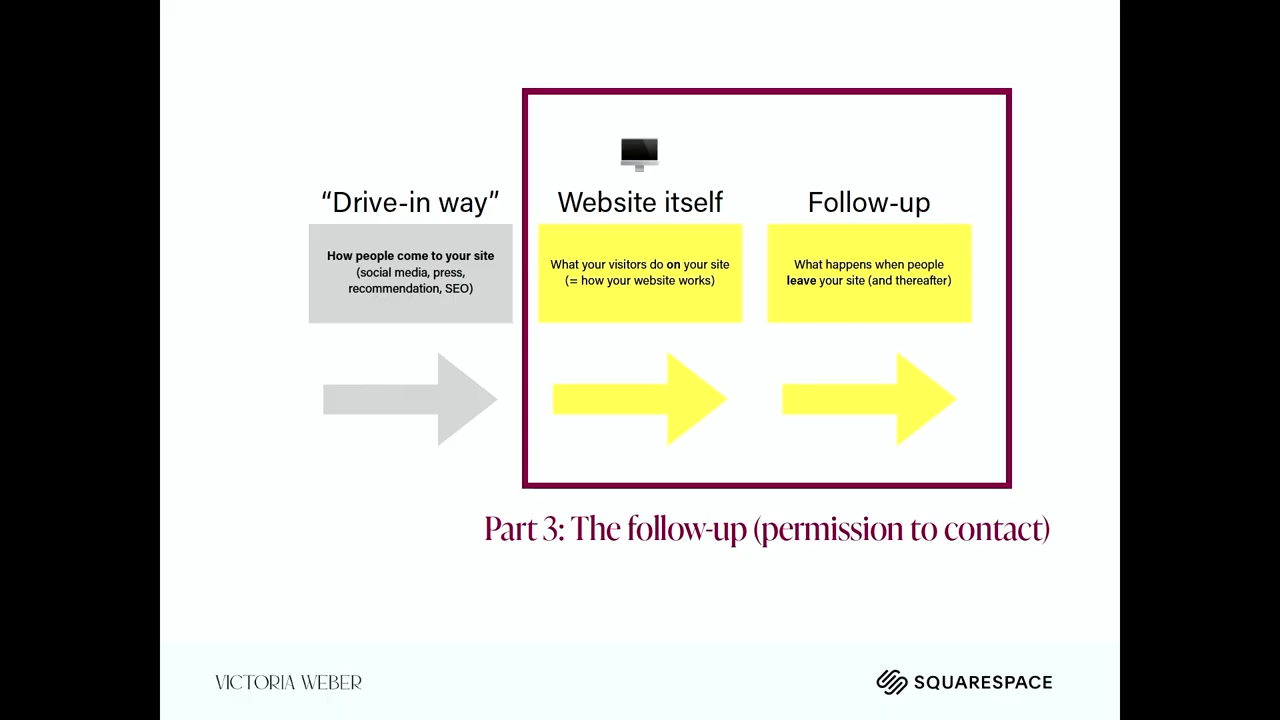 “Drive-in way”
How people come to your site
(social media, press,
recommendation, SEO)
Website itself
What your visitors do on your site
(= how your website works)
Follow-up
What happens when people
leave your site (and thereafter)
Part 3: The follow-up (permission to contact)
VICTORIA WEBER
SQUARESPACE